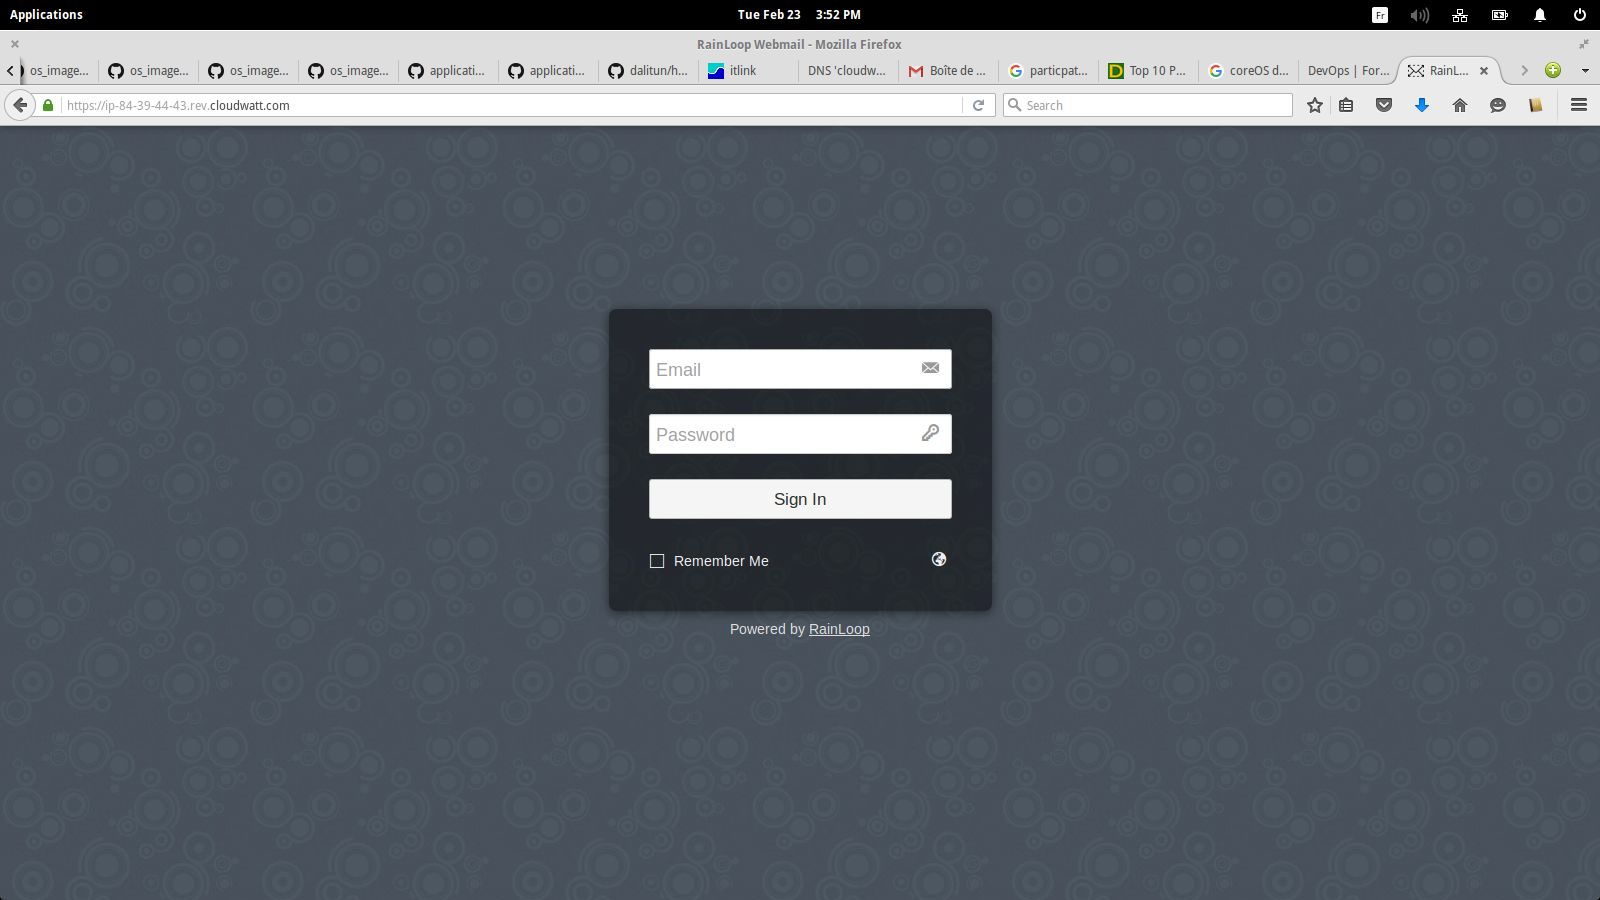 Applications
Tue Feb 23 3:52 PM
Fr
RainLoop Webmail - Mozilla Firefox
os_image...
os_image...
os_image...
os_image...
applicati...
applicati...
dalitun/h...
itlink
DNS 'cloudw...
Boîte de ...
particpat...
Top 10 P...
coreOS d...
DevOps | For...
RainL...
https://ip-84-39-44-43.rev.cloudwatt.com
Search
Email
Password
Sign In
Remember Me
Powered by RainLoop